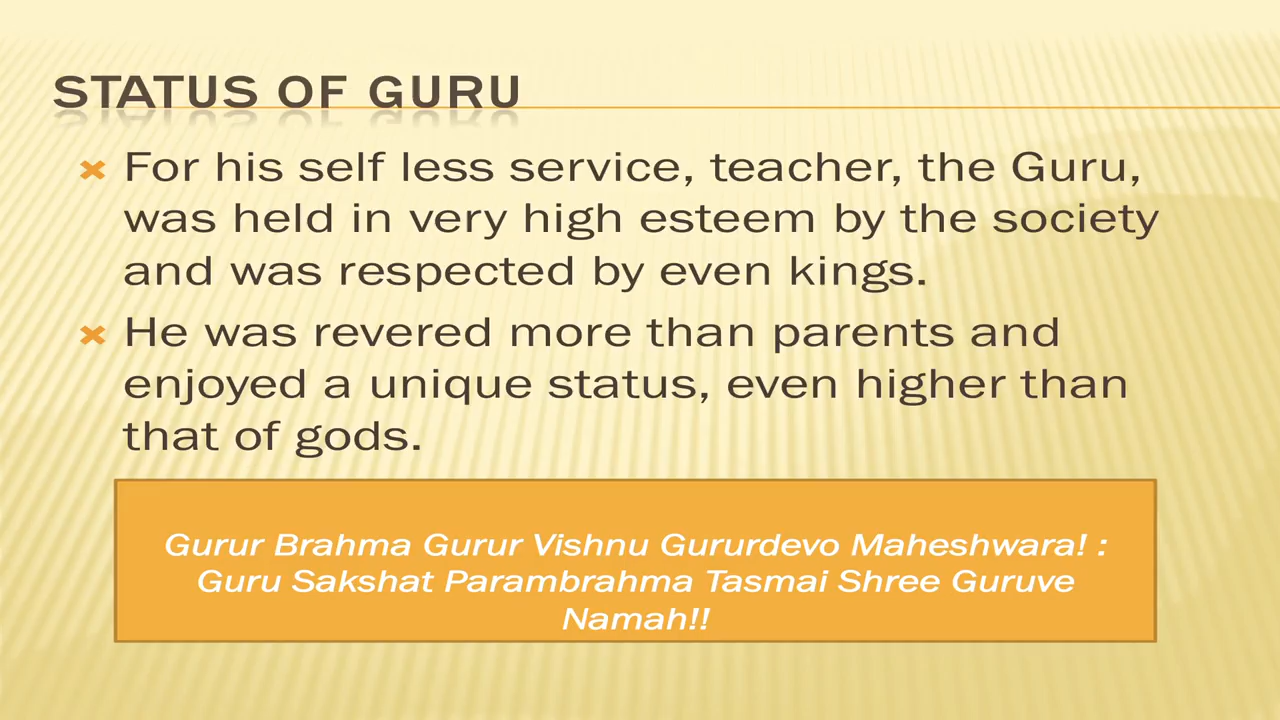 STATUS OF GURU
For his self less service, teacher, the Guru,
was held in very high esteem by the society
and was respected by even kings.
He was revered more than parents and
enjoyed a unique status, even higher than
that of gods.
Gurur Brahma Gurur Vishnu Gururdevo Maheshwara! :
Guru Sakshat Parambrahma Tasmai Shree Guruve
Namah!!